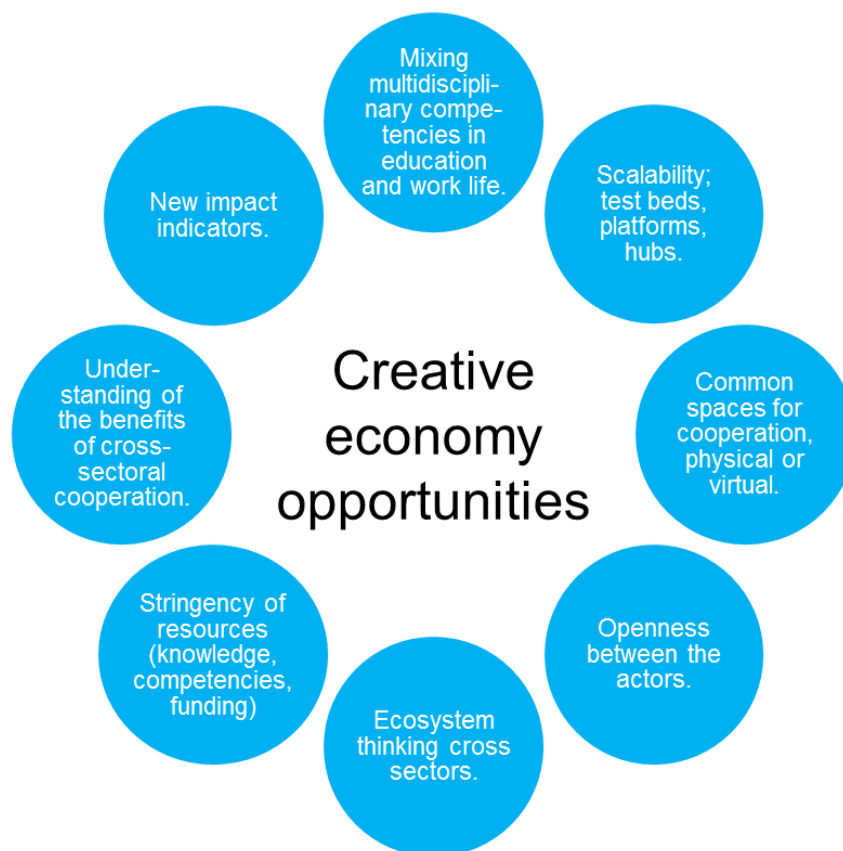 Mixing
multidiscipli-
nary compe-
tencies in
education
and work life.
Scalability;
test beds,
platforms,
hubs.
Common
spaces for
cooperation,
physical or
virtual.
Openness
between the
actors.
Ecosystem
thinking cross
sectors.
Stringency of
resources
(knowledge,
competencies,
funding)
Under-
standing of
the benefits
of cross-
sectoral
cooperation.
New impact
indicators.
Creative
economy
opportunities